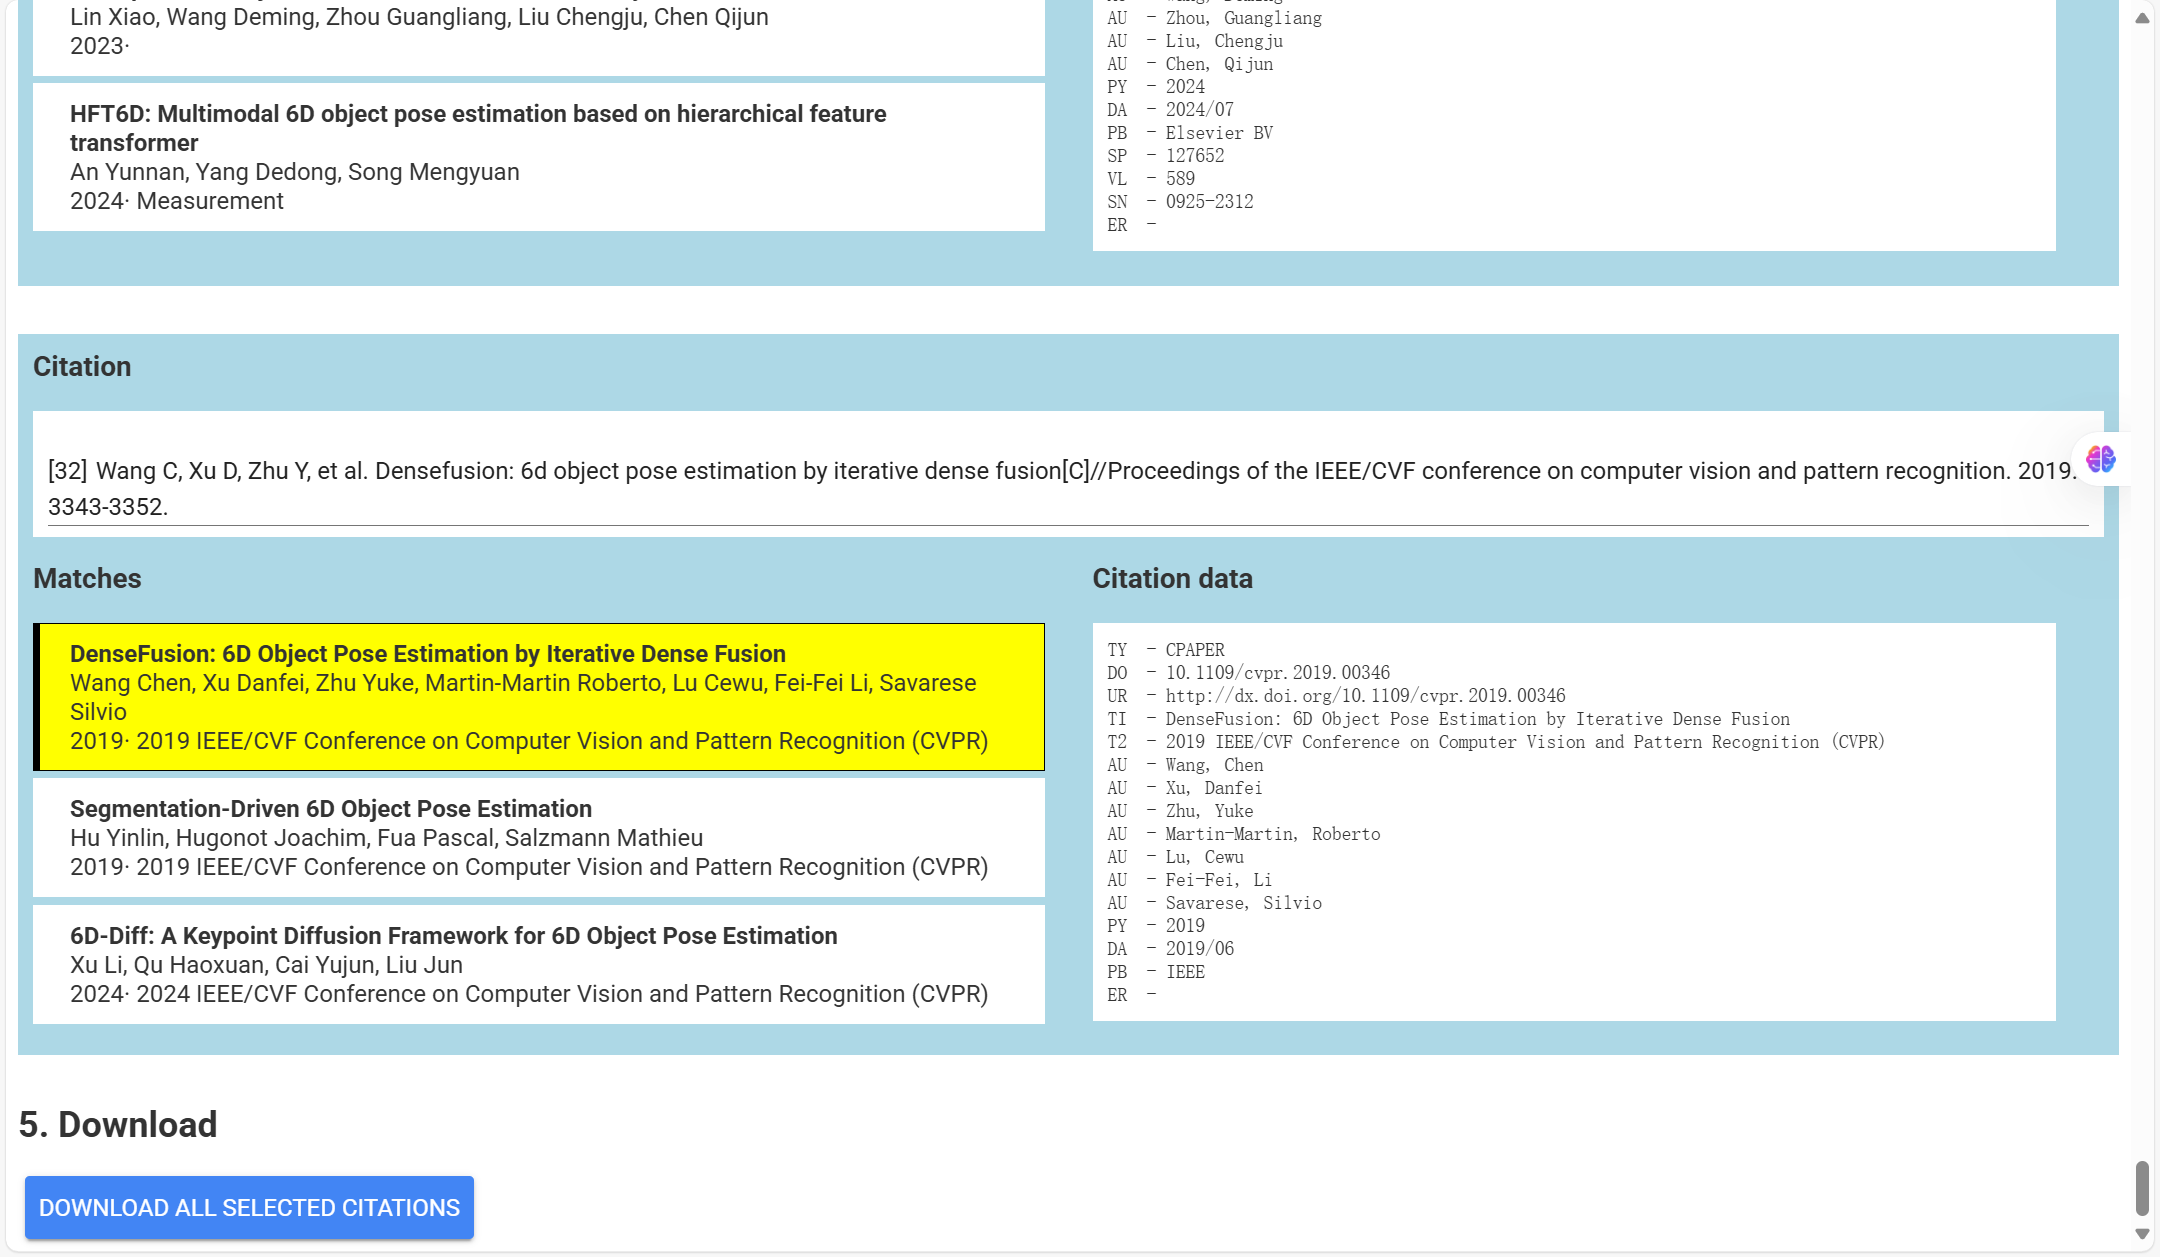 Lin Xiao, Wang Deming, Zhou Guangliang, Liu Chengju, Chen Qijun
2023·
HFT6D: Multimodal 6D object pose estimation based on hierarchical feature
transformer
An Yunnan, Yang Dedong, Song Mengyuan
2024· Measurement
AU - Zhou, Guangliang
AU - Liu, Chengju
AU - Chen, Qijun
PY - 2024
DA - 2024/07
PB - Elsevier BV
SP - 127652
VL - 589
SN - 0925-2312
ER -
Citation
[32] Wang C, Xu D, Zhu Y, et al. Densefusion: 6d object pose estimation by iterative dense fusion[C]//Proceedings of the IEEE/CVF conference on computer vision and pattern recognition. 2019:
3343-3352.
Matches
DenseFusion: 6D Object Pose Estimation by Iterative Dense Fusion
Wang Chen, Xu Danfei, Zhu Yuke, Martin-Martin Roberto, Lu Cewu, Fei-Fei Li, Savarese
Silvio
2019· 2019 IEEE/CVF Conference on Computer Vision and Pattern Recognition (CVPR)
Segmentation-Driven 6D Object Pose Estimation
Hu Yinlin, Hugonot Joachim, Fua Pascal, Salzmann Mathieu
2019· 2019 IEEE/CVF Conference on Computer Vision and Pattern Recognition (CVPR)
6D-Diff: A Keypoint Diffusion Framework for 6D Object Pose Estimation
Xu Li, Qu Haoxuan, Cai Yujun, Liu Jun
2024· 2024 IEEE/CVF Conference on Computer Vision and Pattern Recognition (CVPR)
Citation data
TY - CPAPER
DO - 10.1109/cvpr.2019.00346
UR - http://dx.doi.org/10.1109/cvpr.2019.00346
TI - DenseFusion: 6D Object Pose Estimation by Iterative Dense Fusion
T2 - 2019 IEEE/CVF Conference on Computer Vision and Pattern Recognition (CVPR)
AU - Wang, Chen
AU - Xu, Danfei
AU - Zhu, Yuke
AU - Martin-Martin, Roberto
AU - Lu, Cewu
AU - Fei-Fei, Li
AU - Savarese, Silvio
PY - 2019
DA - 2019/06
PB - IEEE
ER -
5. Download
DOWNLOAD ALL SELECTED CITATIONS